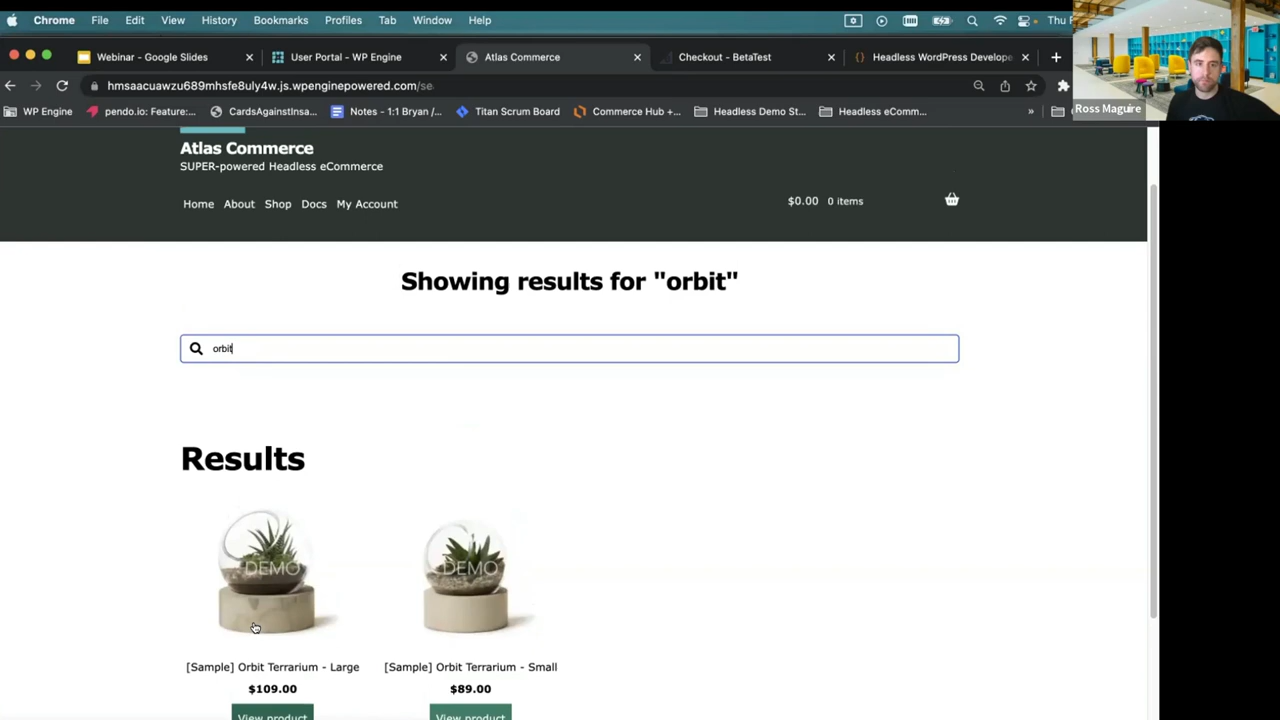 Chrome File Edit View History Bookmarks Profiles Tab Window Help
Webinar - Google Slides
User Portal - WP Engine
Atlas Commerce
Checkout - BetaTest
Headless WordPress Develope
hmsaacuawzu689mhsfe8uly4w.js.wpenginepowered.com/se
WP Engine
pendo.io: Feature:...
CardsAgainstInsa...
Notes - 1:1 Bryan /...
Titan Scrum Board
Commerce Hub +...
Headless Demo St...
Headless eComm...
»
Ross Maguire
Atlas Commerce
SUPER-powered Headless eCommerce
Home About Shop Docs My Account
$0.00 0 items
Showing results for "orbit"
orbit
Results
DEMO DEMO
[Sample] Orbit Terrarium - Large
$109.00
View product
[Sample] Orbit Terrarium - Small
$89.00
View product